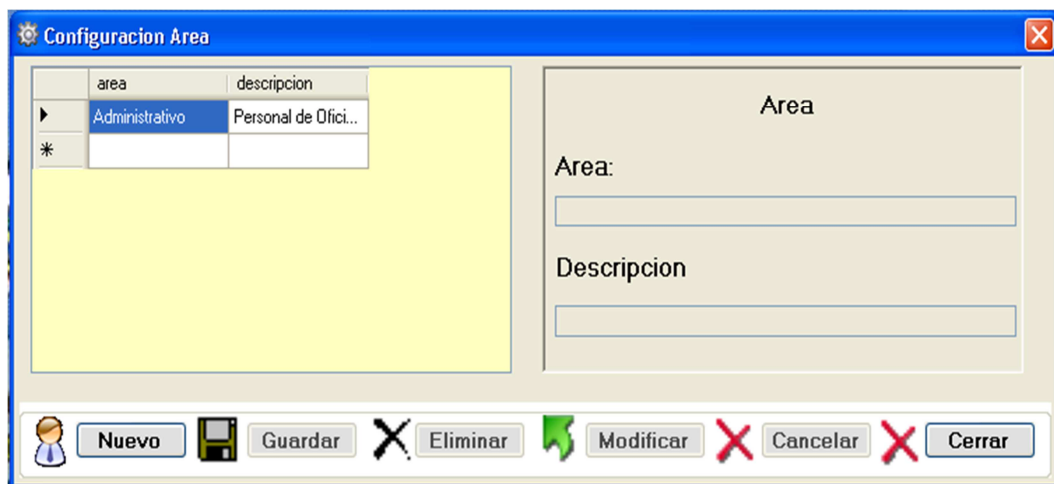 Configuracion Area
area descripcion
Administrativo Personal de Ofici...
Area
Area:
Descripcion
Nuevo Guardar Eliminar Modificar Cancelar Cerrar